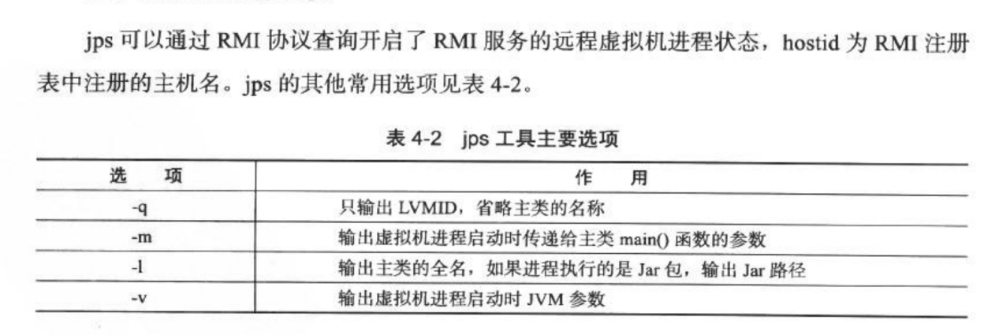 jps 可以通过 RMI 协议查询开启了 RMI 服务的远程虚拟机进程状态，hostid 为 RMI 注册
表中注册的主机名。jps 的其他常用选项见表 4-2。
表 4-2 jps 工具主要选项
选 项 作 用
-q 只输出 LVMID，省略主类的名称
-m 输出虚拟机进程启动时传递给主类 main() 函数的参数
-l 输出主类的全名，如果进程执行的是 Jar 包，输出 Jar 路径
-v 输出虚拟机进程启动时 JVM 参数